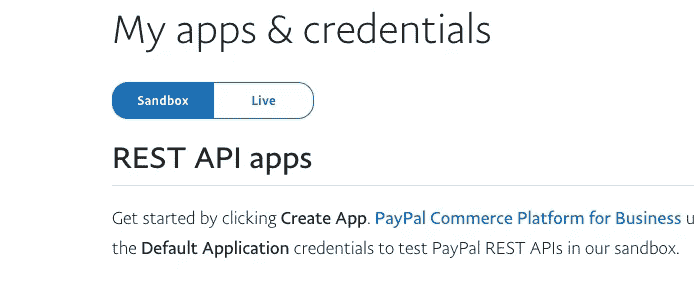 My apps & credentials
Sandbox Live
REST API apps
Get started by clicking Create App. PayPal Commerce Platform for Business u
the Default Application credentials to test PayPal REST APIs in our sandbox.